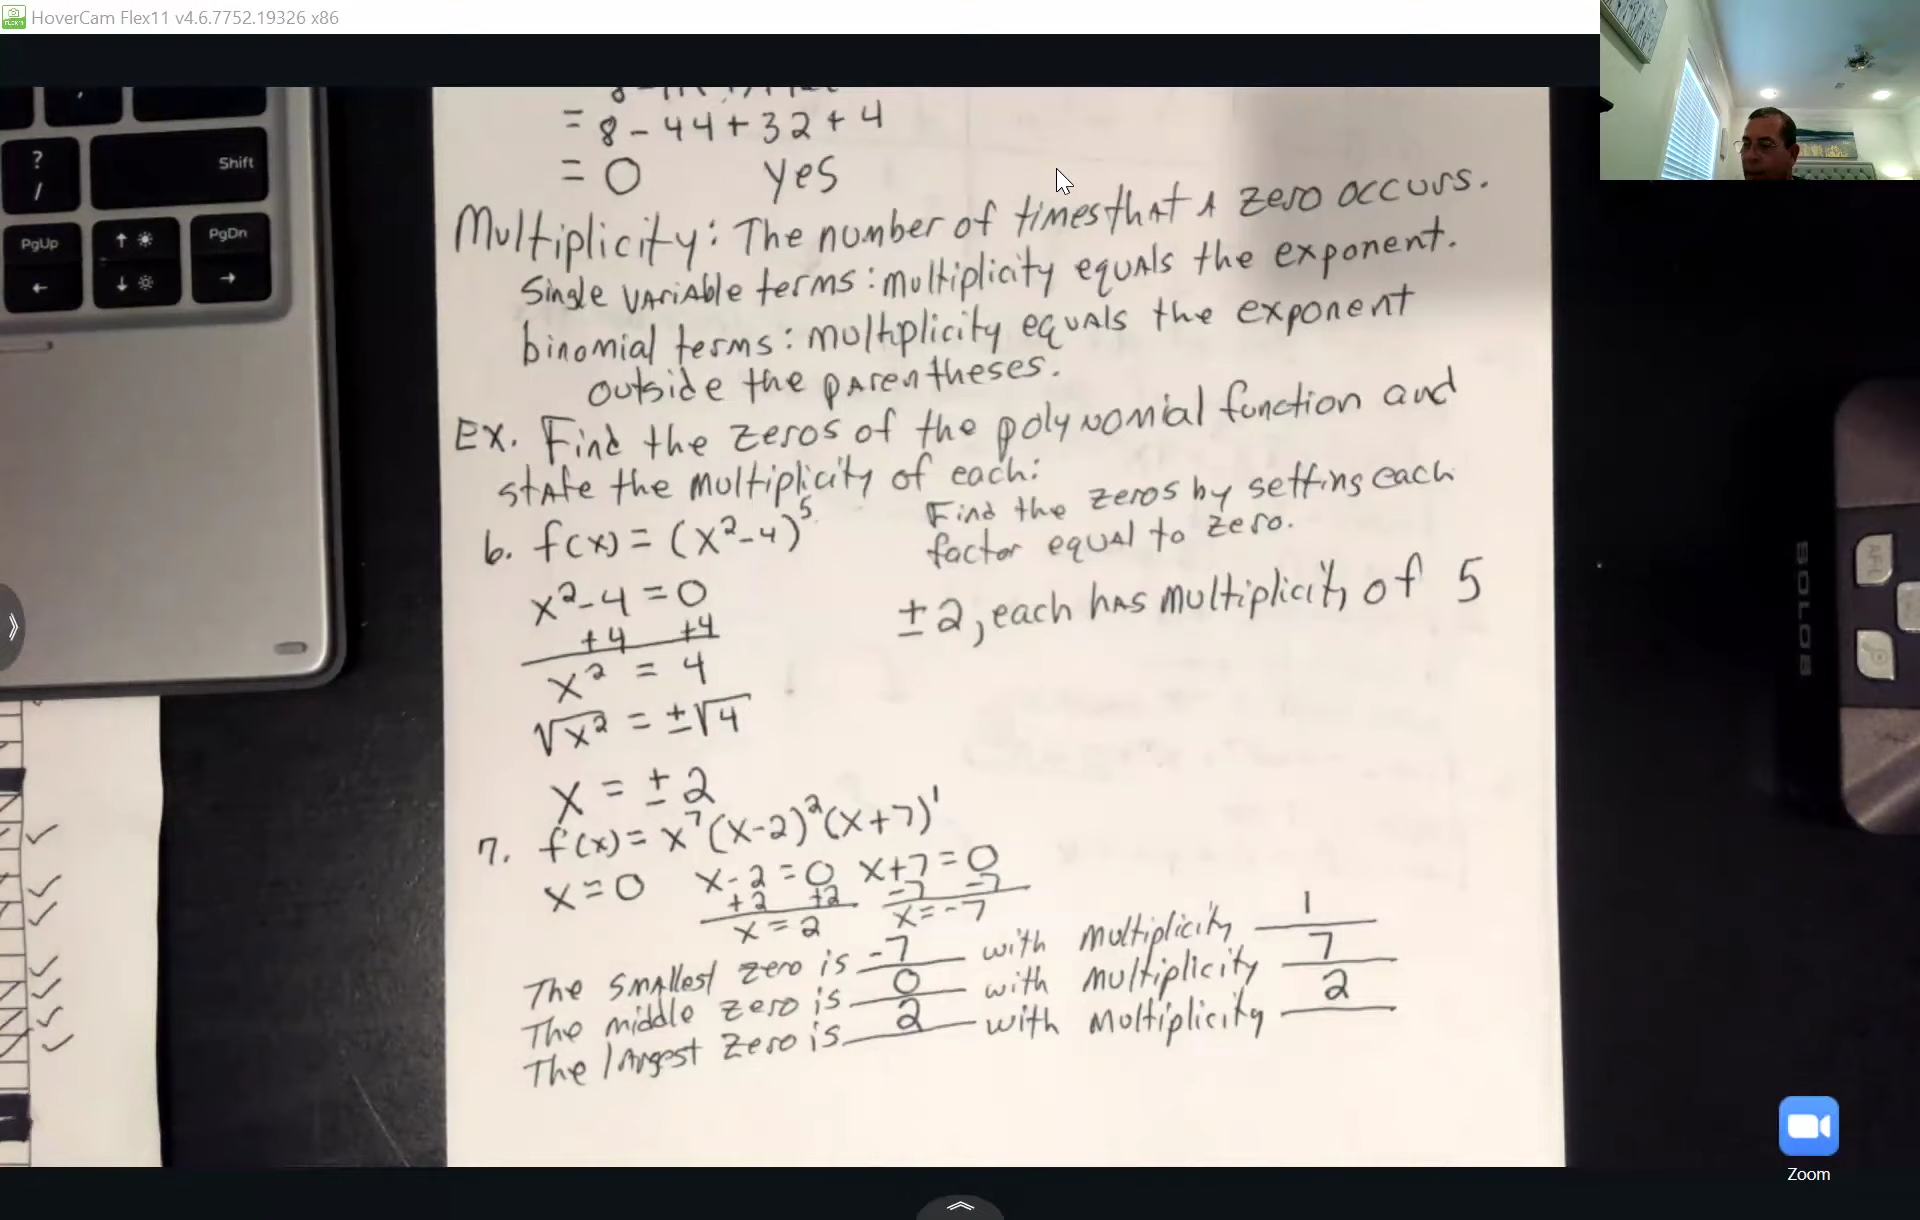 HoverCam Flex11 v4.6.7752.19326 x86
= 8 - 44 + 32 + 4
= 0 yes
Multiplicity: The number of times that a zero occurs.
Single variable terms: multiplicity equals the exponent.
binomial terms: multiplicity equals the exponent
outside the parentheses.
Ex. Find the zeros of the polynomial function and
state the multiplicity of each:
Find the zeros by setting each
factor equal to zero.
6. f(x) = (x²-4)⁵
x²-4 = 0
+4 +4
x² = 4
√x² = ±√4
x = ±2
±2, each has multiplicity of 5
7. f(x) = x⁷(x-2)²(x+7)¹
x = 0 x-2 = 0 x+7 = 0
+2 +2 -7 -7
x = 2 x = -7
The smallest zero is -7 with multiplicity 1
The middle zero is 0 with multiplicity 7
The largest zero is 2 with multiplicity 2
?
/
Shift
PgUp
PgDn
SOLO8
AFL
Zoom